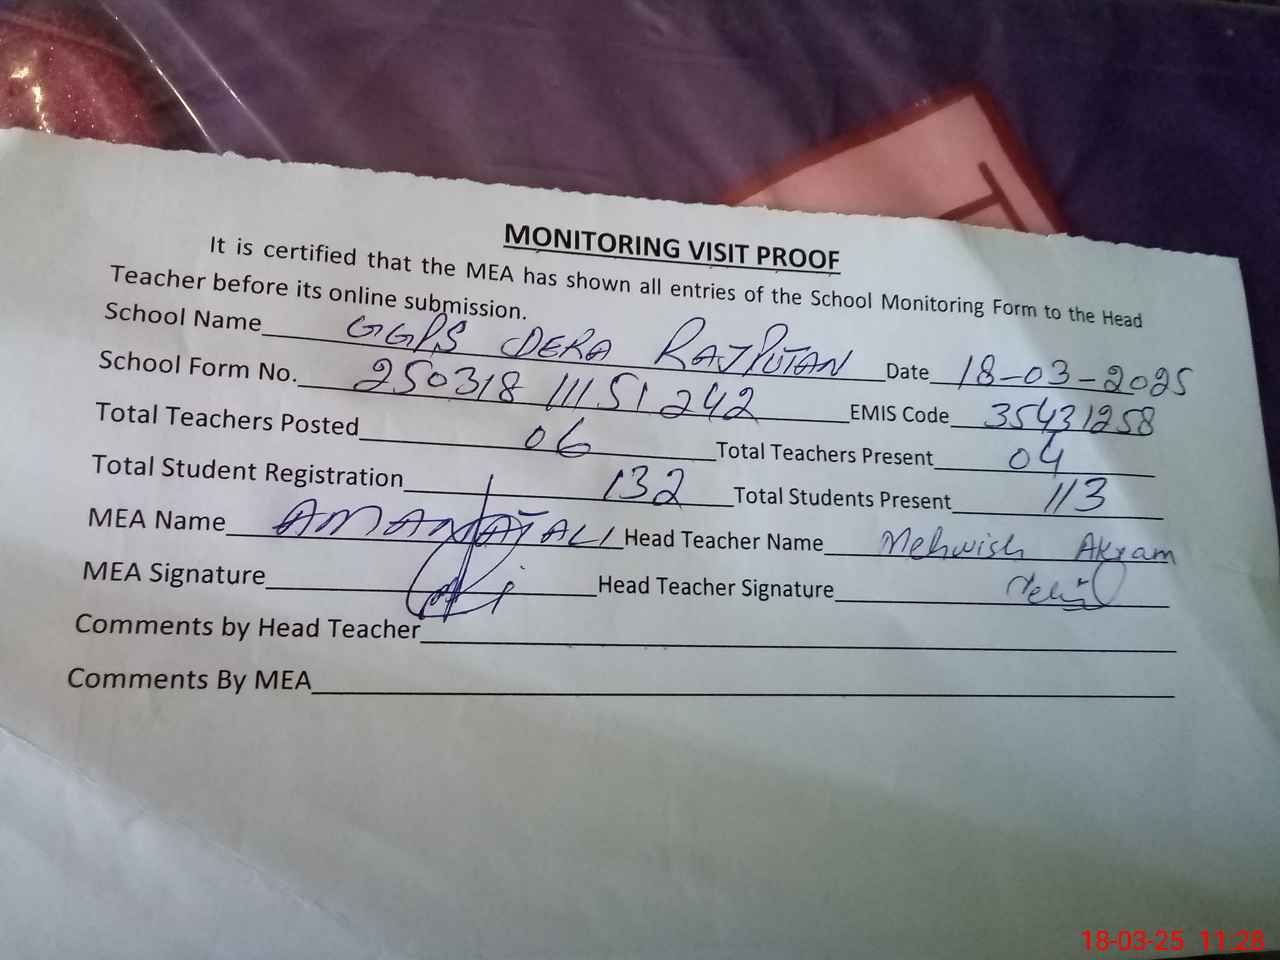 MONITORING VISIT PROOF
It is certified that the MEA has shown all entries of the School Monitoring Form to the Head
Teacher before its online submission.
School Name GGPS DERA RAJPUTAN Date 18-03-2025
School Form No. 250318 111151 242 EMIS Code 35431258
Total Teachers Posted 06 Total Teachers Present 04
Total Student Registration 132 Total Students Present 113
MEA Name AMANAT ALI Head Teacher Name Mehwish Akram
MEA Signature Head Teacher Signature
Comments by Head Teacher
Comments By MEA
18-03-25 11:28